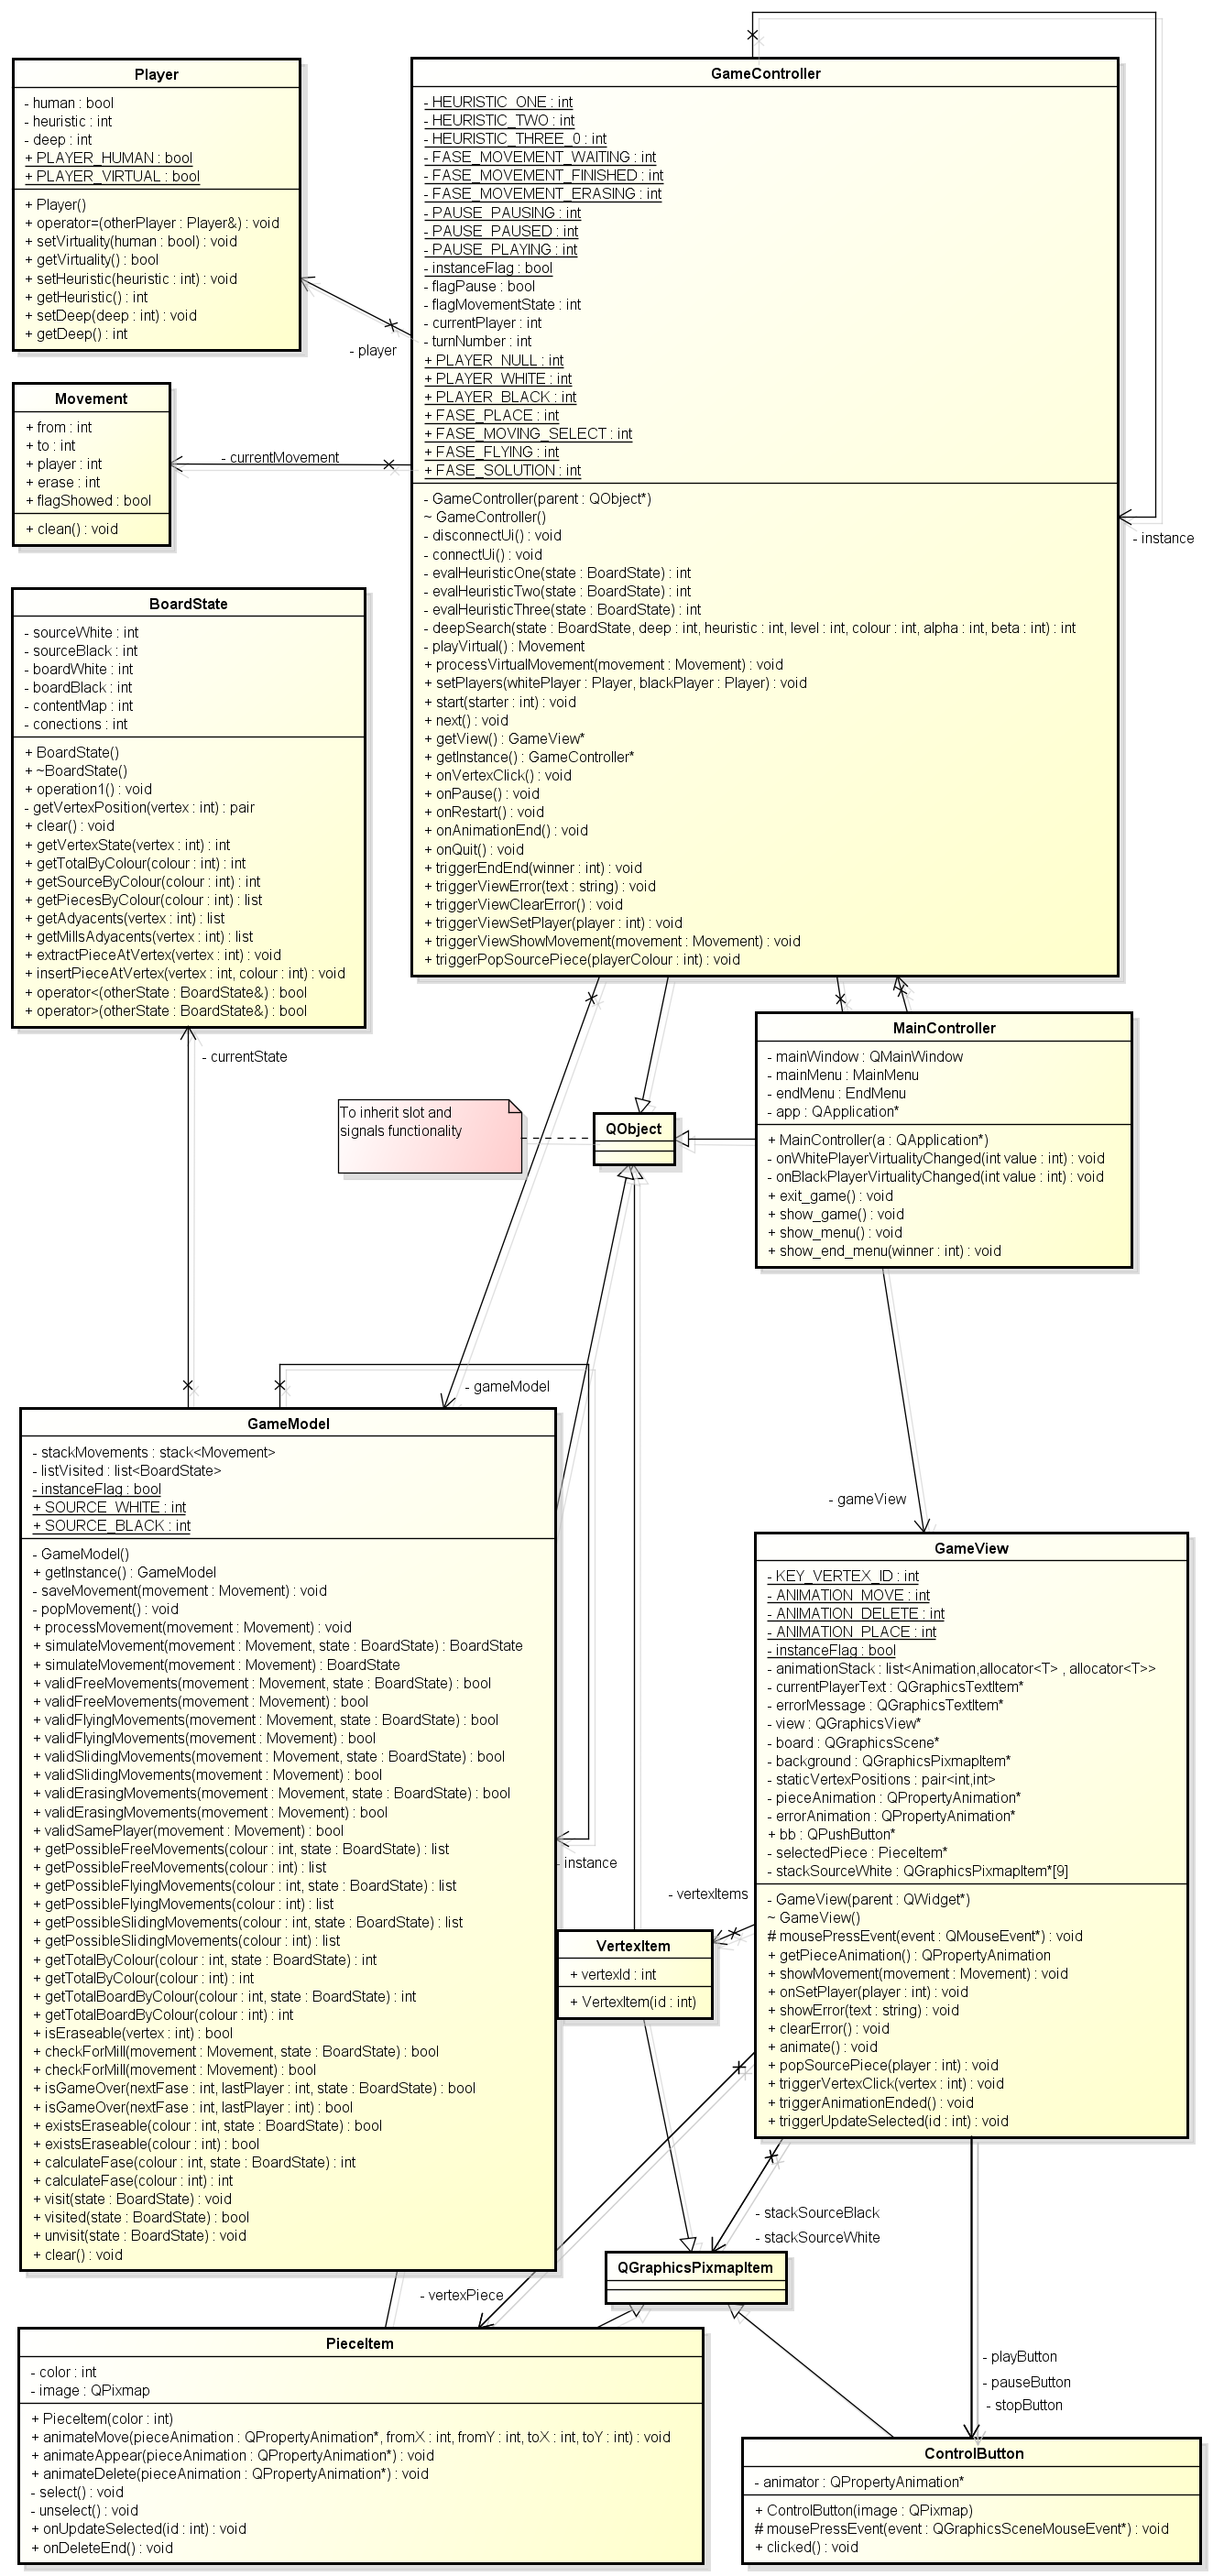 Player
- human : bool
- heuristic : int
- deep : int
+ PLAYER_HUMAN : bool
+ PLAYER_VIRTUAL : bool
+ Player()
+ operator=(otherPlayer : Player&) : void
+ setVirtuality(human : bool) : void
+ getVirtuality() : bool
+ setHeuristic(heuristic : int) : void
+ getHeuristic() : int
+ setDeep(deep : int) : void
+ getDeep() : int
- player
Movement
+ from : int
+ to : int
+ player : int
+ erase : int
+ flagShowed : bool
+ clean() : void
- currentMovement
GameController
- HEURISTIC_ONE : int
- HEURISTIC_TWO : int
- HEURISTIC_THREE_0 : int
- FASE_MOVEMENT_WAITING : int
- FASE_MOVEMENT_FINISHED : int
- FASE_MOVEMENT_ERASING : int
- PAUSE_PAUSING : int
- PAUSE_PAUSED : int
- PAUSE_PLAYING : int
- instanceFlag : bool
- flagPause : bool
- flagMovementState : int
- currentPlayer : int
- turnNumber : int
+ PLAYER_NULL : int
+ PLAYER_WHITE : int
+ PLAYER_BLACK : int
+ FASE_PLACE : int
+ FASE_MOVING_SELECT : int
+ FASE_FLYING : int
+ FASE_SOLUTION : int
- GameController(parent : QObject*)
~ GameController()
- disconnectUi() : void
- connectUi() : void
- evalHeuristicOne(state : BoardState) : int
- evalHeuristicTwo(state : BoardState) : int
- evalHeuristicThree(state : BoardState) : int
- deepSearch(state : BoardState, deep : int, heuristic : int, level : int, colour : int, alpha : int, beta : int) : int
- playVirtual() : Movement
+ processVirtualMovement(movement : Movement) : void
+ setPlayers(whitePlayer : Player, blackPlayer : Player) : void
+ start(starter : int) : void
+ next() : void
+ getView() : GameView*
+ getInstance() : GameController*
+ onVertexClick() : void
+ onPause() : void
+ onRestart() : void
+ onAnimationEnd() : void
+ onQuit() : void
+ triggerEndEnd(winner : int) : void
+ triggerViewError(text : string) : void
+ triggerViewClearError() : void
+ triggerViewSetPlayer(player : int) : void
+ triggerViewShowMovement(movement : Movement) : void
+ triggerPopSourcePiece(playerColour : int) : void
- instance
BoardState
- sourceWhite : int
- sourceBlack : int
- boardWhite : int
- boardBlack : int
- contentMap : int
- conections : int
+ BoardState()
+ ~BoardState()
+ operation1() : void
- getVertexPosition(vertex : int) : pair
+ clear() : void
+ getVertexState(vertex : int) : int
+ getTotalByColour(colour : int) : int
+ getSourceByColour(colour : int) : int
+ getPiecesByColour(colour : int) : list
+ getAdyacents(vertex : int) : list
+ getMillsAdyacents(vertex : int) : list
+ extractPieceAtVertex(vertex : int) : void
+ insertPieceAtVertex(vertex : int, colour : int) : void
+ operator<(otherState : BoardState&) : bool
+ operator>(otherState : BoardState&) : bool
- currentState
To inherit slot and
signals functionality
QObject
MainController
- mainWindow : QMainWindow
- mainMenu : MainMenu
- endMenu : EndMenu
- app : QApplication*
+ MainController(a : QApplication*)
- onWhitePlayerVirtualityChanged(int value : int) : void
- onBlackPlayerVirtualityChanged(int value : int) : void
+ exit_game() : void
+ show_game() : void
+ show_menu() : void
+ show_end_menu(winner : int) : void
- gameModel
- gameView
GameModel
- stackMovements : stack<Movement>
- listVisited : list<BoardState>
- instanceFlag : bool
+ SOURCE_WHITE : int
+ SOURCE_BLACK : int
- GameModel()
+ getInstance() : GameModel
- saveMovement(movement : Movement) : void
- popMovement() : void
+ processMovement(movement : Movement) : void
+ simulateMovement(movement : Movement, state : BoardState) : BoardState
+ simulateMovement(movement : Movement) : BoardState
+ validFreeMovements(movement : Movement, state : BoardState) : bool
+ validFreeMovements(movement : Movement) : bool
+ validFlyingMovements(movement : Movement, state : BoardState) : bool
+ validFlyingMovements(movement : Movement) : bool
+ validSlidingMovements(movement : Movement, state : BoardState) : bool
+ validSlidingMovements(movement : Movement) : bool
+ validErasingMovements(movement : Movement, state : BoardState) : bool
+ validErasingMovements(movement : Movement) : bool
+ validSamePlayer(movement : Movement) : bool
+ getPossibleFreeMovements(colour : int, state : BoardState) : list
+ getPossibleFreeMovements(colour : int) : list
+ getPossibleFlyingMovements(colour : int, state : BoardState) : list
+ getPossibleFlyingMovements(colour : int) : list
+ getPossibleSlidingMovements(colour : int, state : BoardState) : list
+ getPossibleSlidingMovements(colour : int) : list
+ getTotalByColour(colour : int, state : BoardState) : int
+ getTotalByColour(colour : int) : int
+ getTotalBoardByColour(colour : int, state : BoardState) : int
+ getTotalBoardByColour(colour : int) : int
+ isEraseable(vertex : int) : bool
+ checkForMill(movement : Movement, state : BoardState) : bool
+ checkForMill(movement : Movement) : bool
+ isGameOver(nextFase : int, lastPlayer : int, state : BoardState) : bool
+ isGameOver(nextFase : int, lastPlayer : int) : bool
+ existsEraseable(colour : int, state : BoardState) : bool
+ existsEraseable(colour : int) : bool
+ calculateFase(colour : int, state : BoardState) : int
+ calculateFase(colour : int) : int
+ visit(state : BoardState) : void
+ visited(state : BoardState) : bool
+ unvisit(state : BoardState) : void
+ clear() : void
- instance
GameView
- KEY_VERTEX_ID : int
- ANIMATION_MOVE : int
- ANIMATION_DELETE : int
- ANIMATION_PLACE : int
- instanceFlag : bool
- animationStack : list<Animation,allocator<T> , allocator<T>>
- currentPlayerText : QGraphicsTextItem*
- errorMessage : QGraphicsTextItem*
- view : QGraphicsView*
- board : QGraphicsScene*
- background : QGraphicsPixmapItem*
- staticVertexPositions : pair<int,int>
- pieceAnimation : QPropertyAnimation*
- errorAnimation : QPropertyAnimation*
+ bb : QPushButton*
- selectedPiece : PieceItem*
- stackSourceWhite : QGraphicsPixmapItem*[9]
- GameView(parent : QWidget*)
~ GameView()
# mousePressEvent(event : QMouseEvent*) : void
+ getPieceAnimation() : QPropertyAnimation
+ showMovement(movement : Movement) : void
+ onSetPlayer(player : int) : void
+ showError(text : string) : void
+ clearError() : void
+ animate() : void
+ popSourcePiece(player : int) : void
+ triggerVertexClick(vertex : int) : void
+ triggerAnimationEnded() : void
+ triggerUpdateSelected(id : int) : void
- vertexItems
VertexItem
+ vertexId : int
+ VertexItem(id : int)
- stackSourceBlack
- stackSourceWhite
QGraphicsPixmapItem
- vertexPiece
PieceItem
- color : int
- image : QPixmap
+ PieceItem(color : int)
+ animateMove(pieceAnimation : QPropertyAnimation*, fromX : int, fromY : int, toX : int, toY : int) : void
+ animateAppear(pieceAnimation : QPropertyAnimation*) : void
+ animateDelete(pieceAnimation : QPropertyAnimation*) : void
- select() : void
- unselect() : void
+ onUpdateSelected(id : int) : void
+ onDeleteEnd() : void
- playButton
- pauseButton
- stopButton
ControlButton
- animator : QPropertyAnimation*
+ ControlButton(image : QPixmap)
# mousePressEvent(event : QGraphicsSceneMouseEvent*) : void
+ clicked() : void